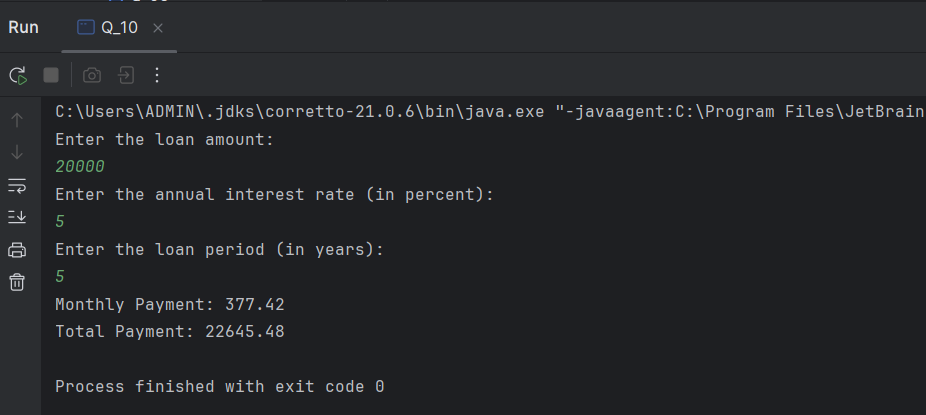 Run Q_10
C:\Users\ADMIN\.jdks\corretto-21.0.6\bin\java.exe "-javaagent:C:\Program Files\JetBrain
Enter the loan amount:
20000
Enter the annual interest rate (in percent):
5
Enter the loan period (in years):
5
Monthly Payment: 377.42
Total Payment: 22645.48
Process finished with exit code 0